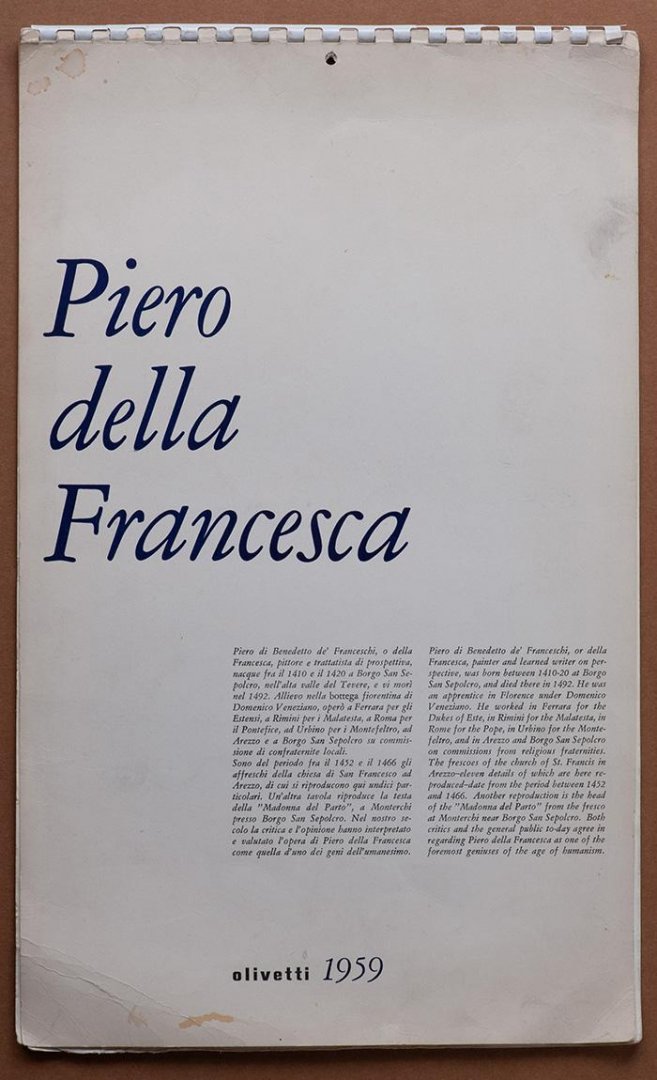 Piero
della
Francesca
Piero di Benedetto de' Franceschi, o della
Francesca, pittore e trattatista di prospettiva,
nacque fra il 1410 e il 1420 a Borgo San Se-
polcro, nell'alta valle del Tevere, e vi morì
nel 1492. Allievo nella bottega fiorentina di
Domenico Veneziano, operò a Ferrara per gli
Estensi, a Rimini per i Malatesta, a Roma per
il Pontefice, ad Urbino per i Montefeltro, ad
Arezzo e a Borgo San Sepolcro su commis-
sione di confraternite locali.
Sono del periodo fra il 1452 e il 1466 gli
affreschi della chiesa di San Francesco ad
Arezzo, di cui si riproducono qui undici par-
ticolari. Un'altra tavola riproduce la testa
della "Madonna del Parto", a Monterchi
presso Borgo San Sepolcro. Nel nostro se-
colo la critica e l'opinione hanno interpretato
e valutato l'opera di Piero della Francesca
come quella d'uno dei geni dell'umanesimo.
Piero di Benedetto de' Franceschi, or della
Francesca, painter and learned writer on per-
spective, was born between 1410-20 at Borgo
San Sepolcro, and died there in 1492. He was
an apprentice in Florence under Domenico
Veneziano. He worked in Ferrara for the
Dukes of Este, in Rimini for the Malatesta, in
Rome for the Pope, in Urbino for the Monte-
feltro, and in Arezzo and Borgo San Sepolcro
on commissions from religious fraternities.
The frescoes of the church of St. Francis in
Arezzo–eleven details of which are here re-
produced–date from the period between 1452
and 1466. Another reproduction is the head
of the "Madonna del Parto" from the fresco
at Monterchi near Borgo San Sepolcro. Both
critics and the general public to-day agree in
regarding Piero della Francesca as one of the
foremost geniuses of the age of humanism.
olivetti 1959